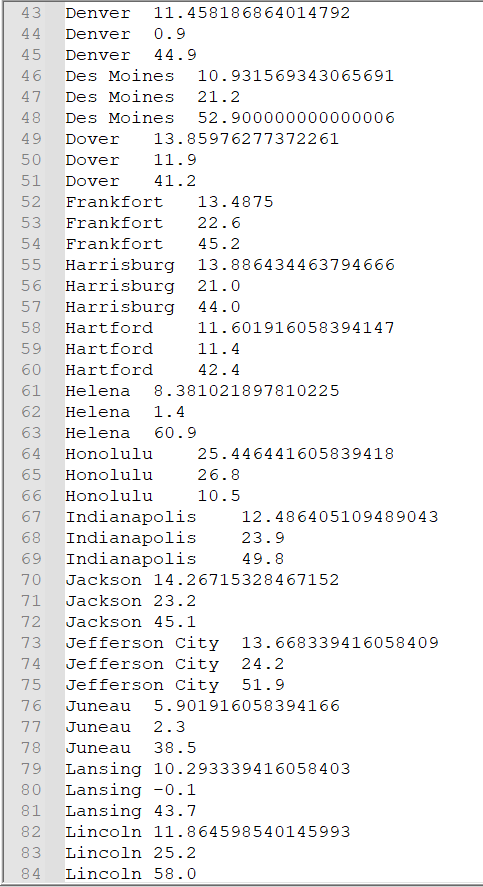 43 Denver 11.458186864014792
44 Denver 0.9
45 Denver 44.9
46 Des Moines 10.931569343065691
47 Des Moines 21.2
48 Des Moines 52.900000000000006
49 Dover 13.85976277372261
50 Dover 11.9
51 Dover 41.2
52 Frankfort 13.4875
53 Frankfort 22.6
54 Frankfort 45.2
55 Harrisburg 13.886434463794666
56 Harrisburg 21.0
57 Harrisburg 44.0
58 Hartford 11.601916058394147
59 Hartford 11.4
60 Hartford 42.4
61 Helena 8.381021897810225
62 Helena 1.4
63 Helena 60.9
64 Honolulu 25.446441605839418
65 Honolulu 26.8
66 Honolulu 10.5
67 Indianapolis 12.486405109489043
68 Indianapolis 23.9
69 Indianapolis 49.8
70 Jackson 14.26715328467152
71 Jackson 23.2
72 Jackson 45.1
73 Jefferson City 13.668339416058409
74 Jefferson City 24.2
75 Jefferson City 51.9
76 Juneau 5.901916058394166
77 Juneau 2.3
78 Juneau 38.5
79 Lansing 10.293339416058403
80 Lansing -0.1
81 Lansing 43.7
82 Lincoln 11.864598540145993
83 Lincoln 25.2
84 Lincoln 58.0